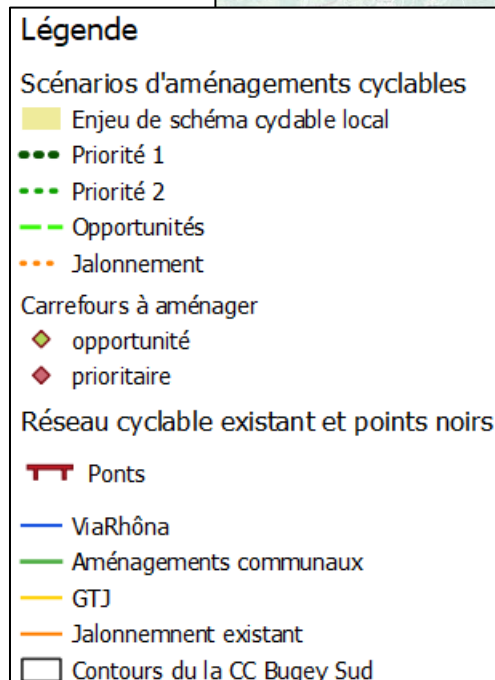 Légende
Scénarios d'aménagements cyclables
Enjeu de schéma cyclable local
Priorité 1
Priorité 2
Opportunités
Jalonnement
Carrefours à aménager
opportunité
prioritaire
Réseau cyclable existant et points noirs
Ponts
ViaRhôna
Aménagements communaux
GTJ
Jalonnemnent existant
Contours du la CC Bugey Sud